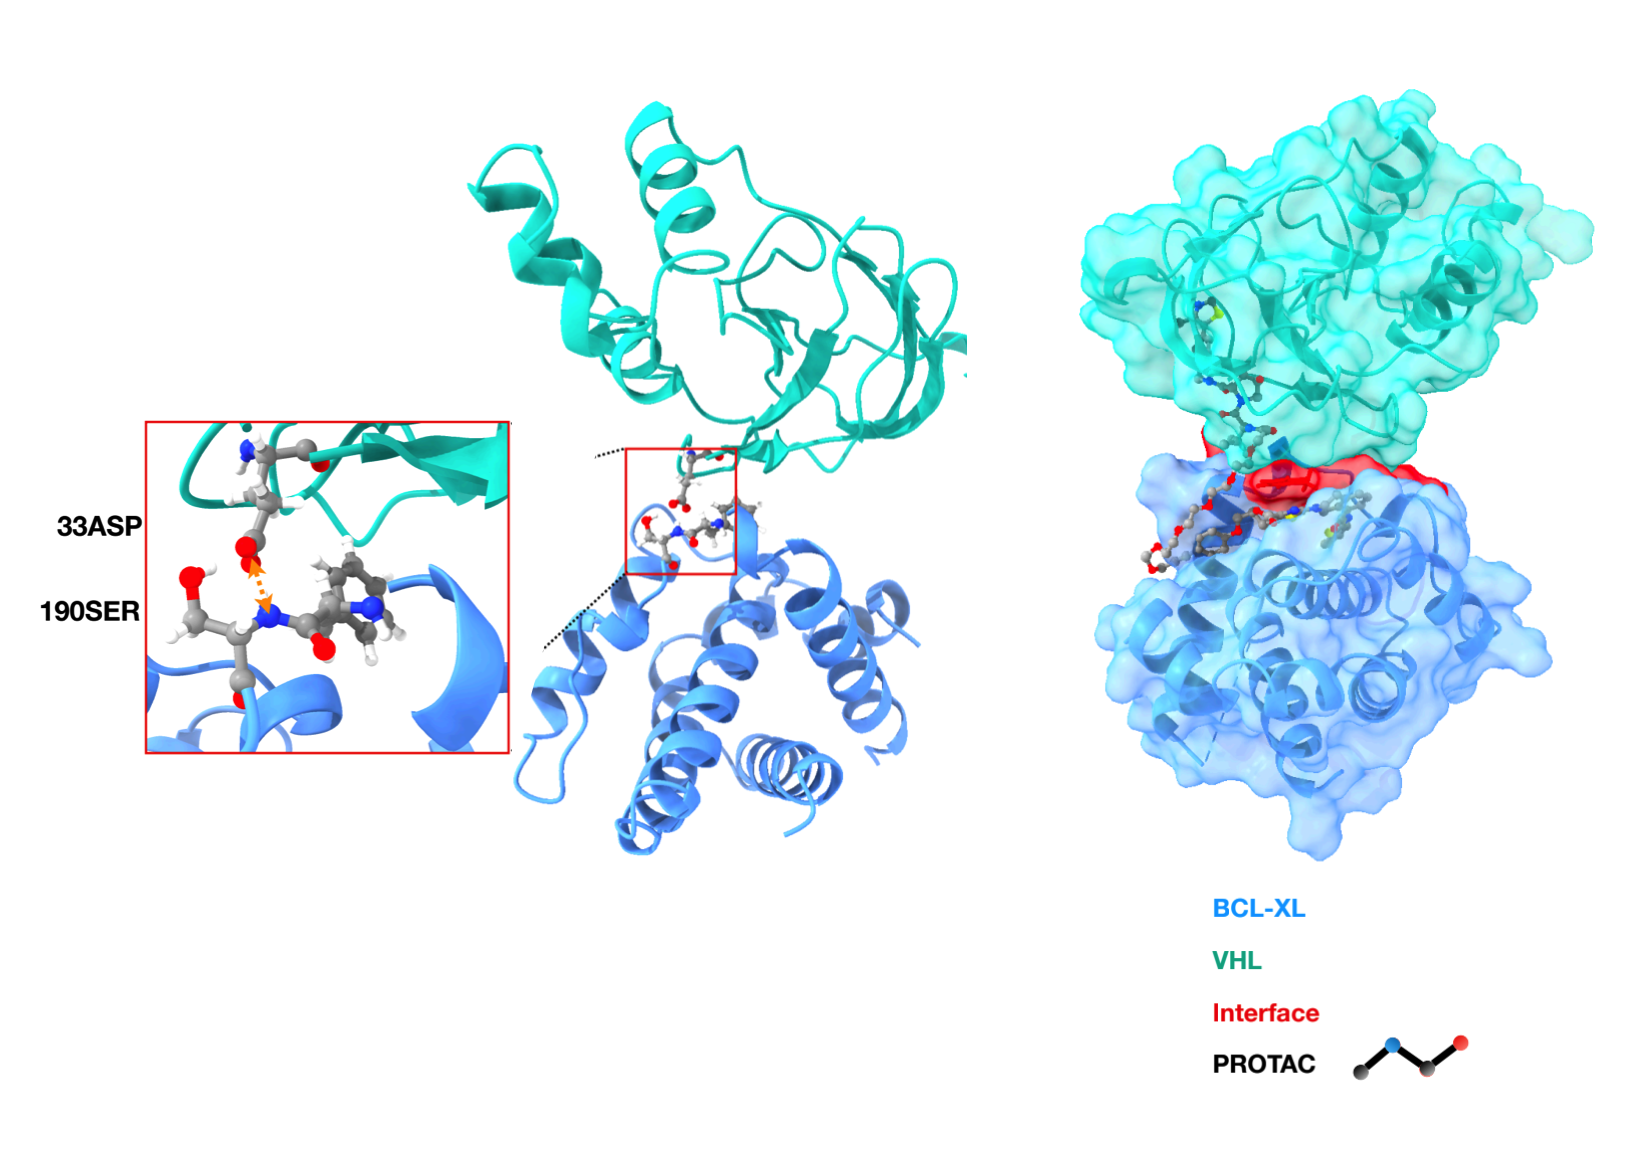 33ASP
190SER
BCL-XL
VHL
Interface
PROTAC